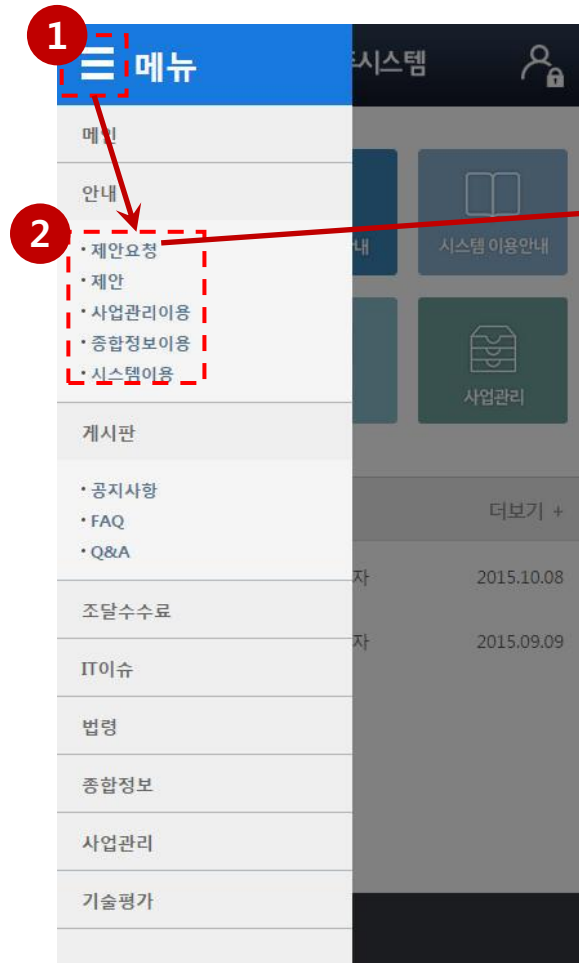 1
메뉴
시스템
메인
안내
2
· 제안요청
· 제안
· 사업관리이용
· 종합정보이용
· 시스템이용
내
시스템 이용안내
사업관리
게시판
· 공지사항
· FAQ
· Q&A
더보기 +
자 2015.10.08
자 2015.09.09
조달수수료
IT이슈
법령
종합정보
사업관리
기술평가